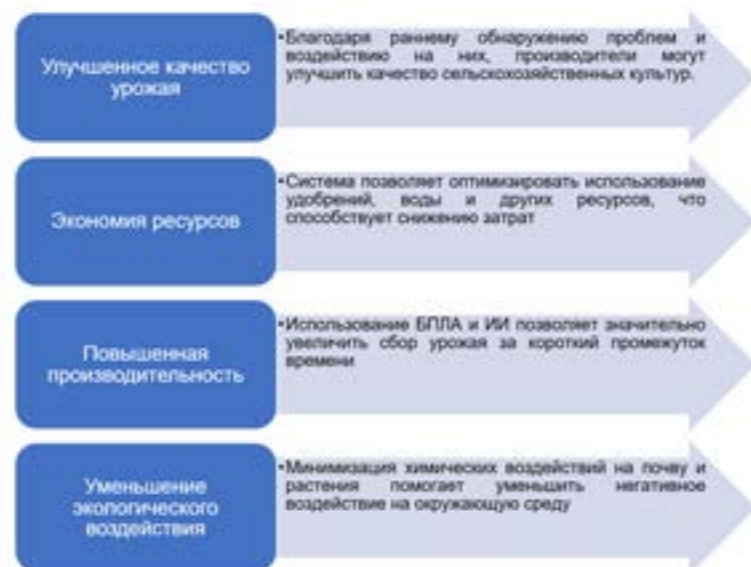 Улучшенное качество
урожая
•Благодаря раннему обнаружению проблем и
воздействию на них, производители могут
улучшить качество сельскохозяйственных культур.
Экономия ресурсов
•Система позволяет оптимизировать использование
удобрений, воды и других ресурсов, что
способствует снижению затрат
Повышенная
производительность
•Использование БПЛА и ИИ позволяет значительно
увеличить сбор урожая за короткий промежуток
времени
Уменьшение
экологического
воздействия
•Минимизация химических воздействий на почву и
растения помогает уменьшить негативное
воздействие на окружающую среду